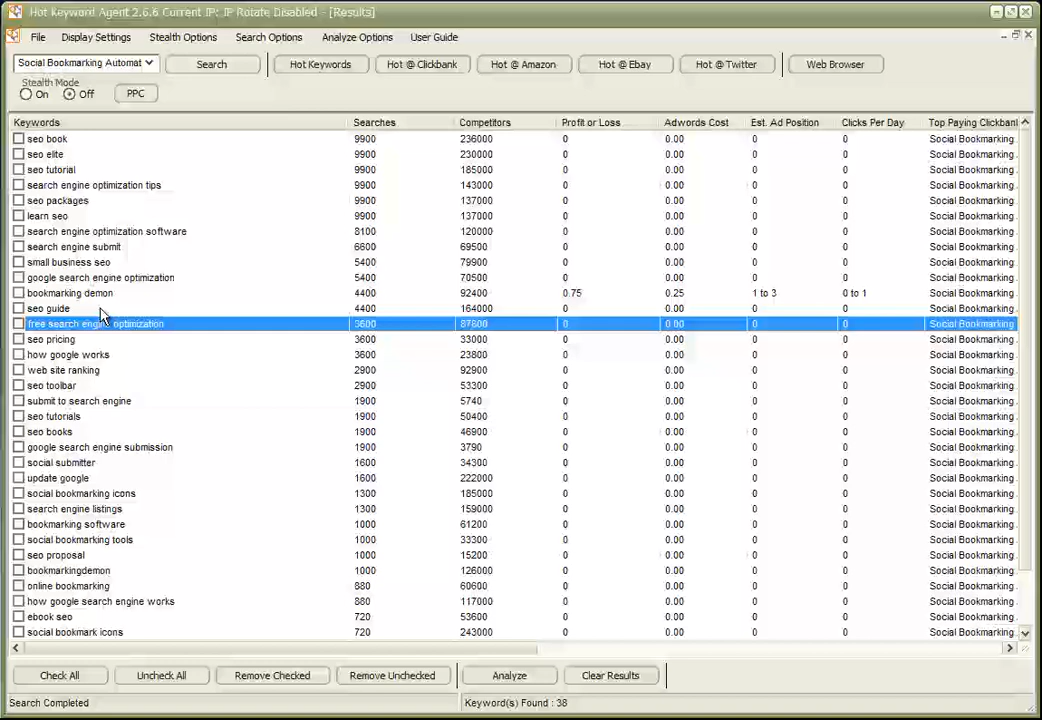 Hot Keyword Agent 2.6.6 Current IP: IP Rotate Disabled - [Results]
File Display Settings Stealth Options Search Options Analyze Options User Guide
Social Bookmarking Automat Search Hot Keywords Hot @ Clickbank Hot @ Amazon Hot @ Ebay Hot @ Twitter Web Browser
Stealth Mode
On Off PPC
Keywords Searches Competitors Profit or Loss Adwords Cost Est. Ad Position Clicks Per Day Top Paying Clickbank
seo book 9900 236000 0 0.00 0 0 Social Bookmarking
seo elite 9900 230000 0 0.00 0 0 Social Bookmarking
seo tutorial 9900 185000 0 0.00 0 0 Social Bookmarking
search engine optimization tips 9900 143000 0 0.00 0 0 Social Bookmarking
seo packages 9900 137000 0 0.00 0 0 Social Bookmarking
learn seo 9900 137000 0 0.00 0 0 Social Bookmarking
search engine optimization software 8100 120000 0 0.00 0 0 Social Bookmarking
search engine submit 6600 69500 0 0.00 0 0 Social Bookmarking
small business seo 5400 79900 0 0.00 0 0 Social Bookmarking
google search engine optimization 5400 70500 0 0.00 0 0 Social Bookmarking
bookmarking demon 4400 92400 0.75 0.25 1 to 3 0 to 1 Social Bookmarking
seo guide 4400 164000 0 0.00 0 0 Social Bookmarking
free search engine optimization 3600 87600 0 0.00 0 0 Social Bookmarking
seo pricing 3600 33000 0 0.00 0 0 Social Bookmarking
how google works 3600 23800 0 0.00 0 0 Social Bookmarking
web site ranking 2900 92900 0 0.00 0 0 Social Bookmarking
seo toolbar 2900 53300 0 0.00 0 0 Social Bookmarking
submit to search engine 1900 5740 0 0.00 0 0 Social Bookmarking
seo tutorials 1900 50400 0 0.00 0 0 Social Bookmarking
seo books 1900 46900 0 0.00 0 0 Social Bookmarking
google search engine submission 1900 3790 0 0.00 0 0 Social Bookmarking
social submitter 1600 34300 0 0.00 0 0 Social Bookmarking
update google 1600 222000 0 0.00 0 0 Social Bookmarking
social bookmarking icons 1300 185000 0 0.00 0 0 Social Bookmarking
search engine listings 1300 159000 0 0.00 0 0 Social Bookmarking
bookmarking software 1000 61200 0 0.00 0 0 Social Bookmarking
social bookmarking tools 1000 33300 0 0.00 0 0 Social Bookmarking
seo proposal 1000 15200 0 0.00 0 0 Social Bookmarking
bookmarkingdemon 1000 126000 0 0.00 0 0 Social Bookmarking
online bookmarking 880 60600 0 0.00 0 0 Social Bookmarking
how google search engine works 880 117000 0 0.00 0 0 Social Bookmarking
ebook seo 720 53600 0 0.00 0 0 Social Bookmarking
social bookmark icons 720 243000 0 0.00 0 0 Social Bookmarking
Check All Uncheck All Remove Checked Remove Unchecked Analyze Clear Results
Search Completed Keyword(s) Found : 38